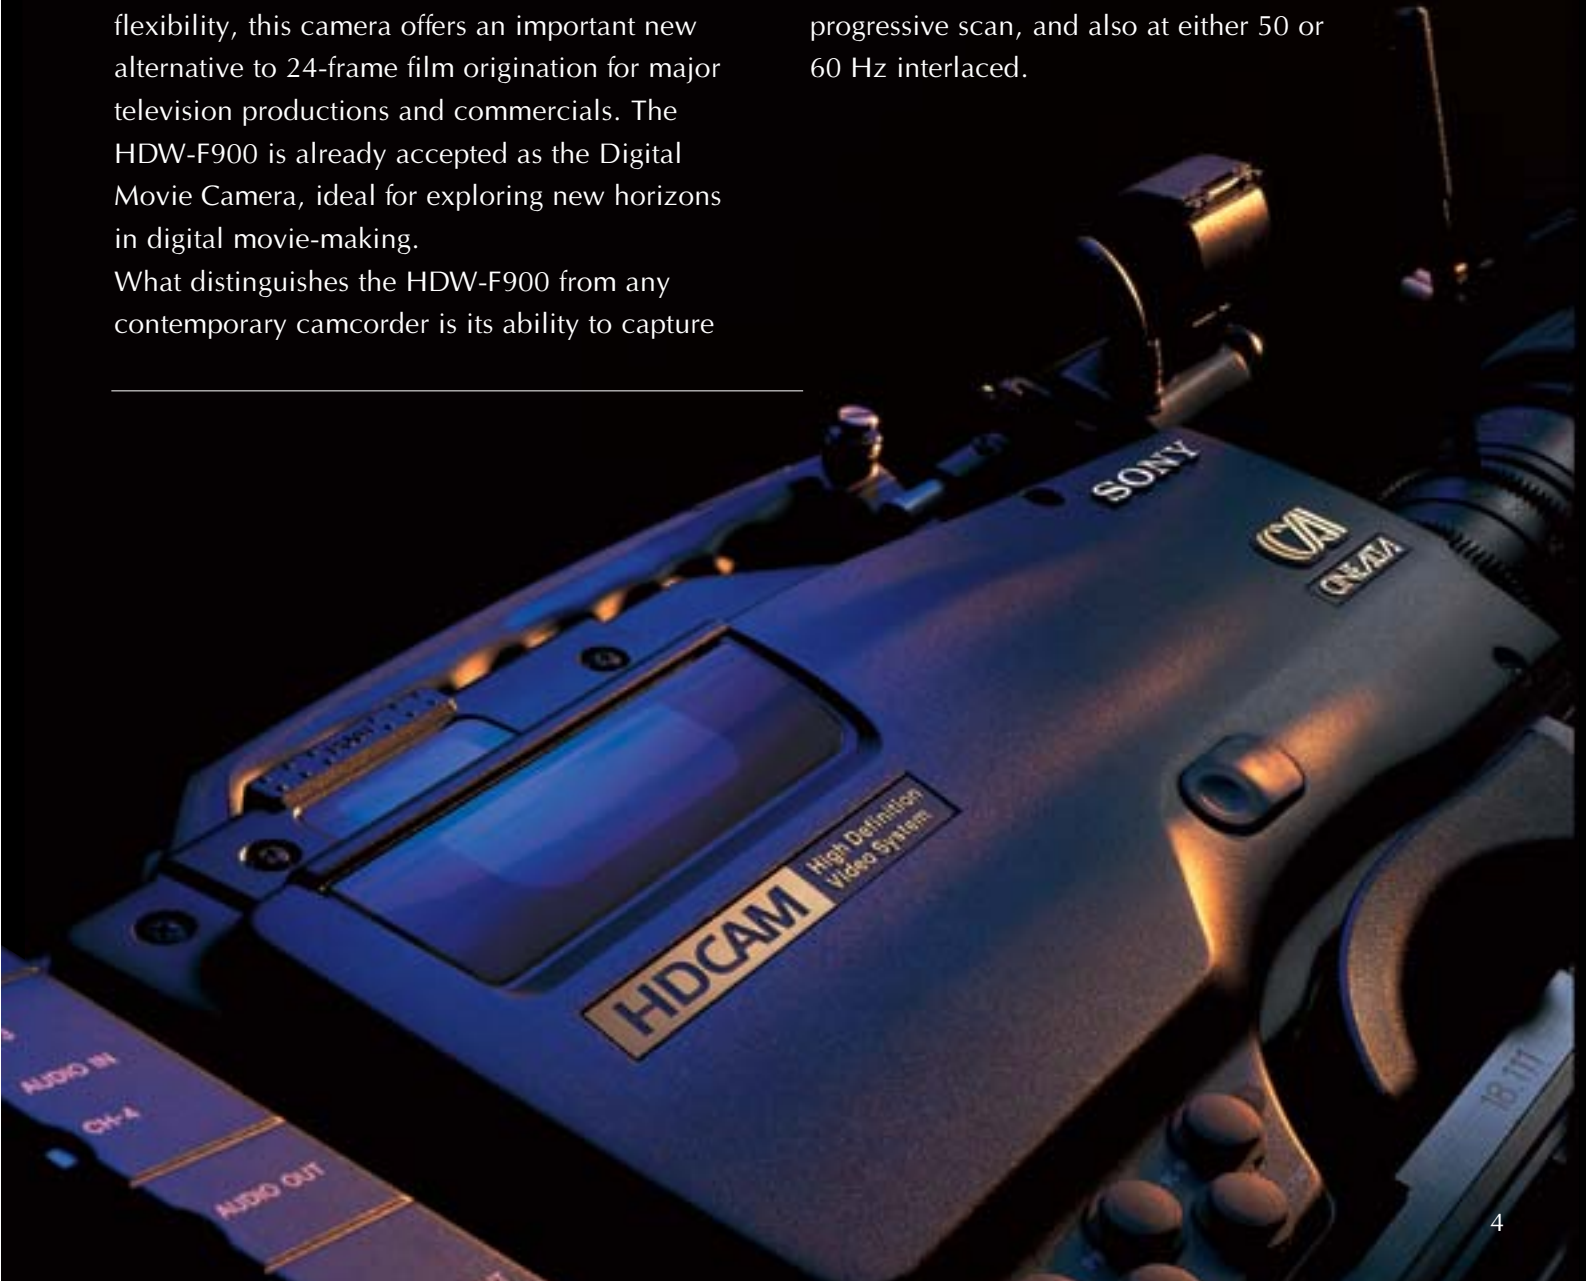 flexibility, this camera offers an important new
alternative to 24-frame film origination for major
television productions and commercials. The
HDW-F900 is already accepted as the Digital
Movie Camera, ideal for exploring new horizons
in digital movie-making.
What distinguishes the HDW-F900 from any
contemporary camcorder is its ability to capture
progressive scan, and also at either 50 or
60 Hz interlaced.
SONY
CINEALTA
HDCAM
High Definition
Video System
AUDIO IN
CH-4
AUDIO OUT
18.111
4